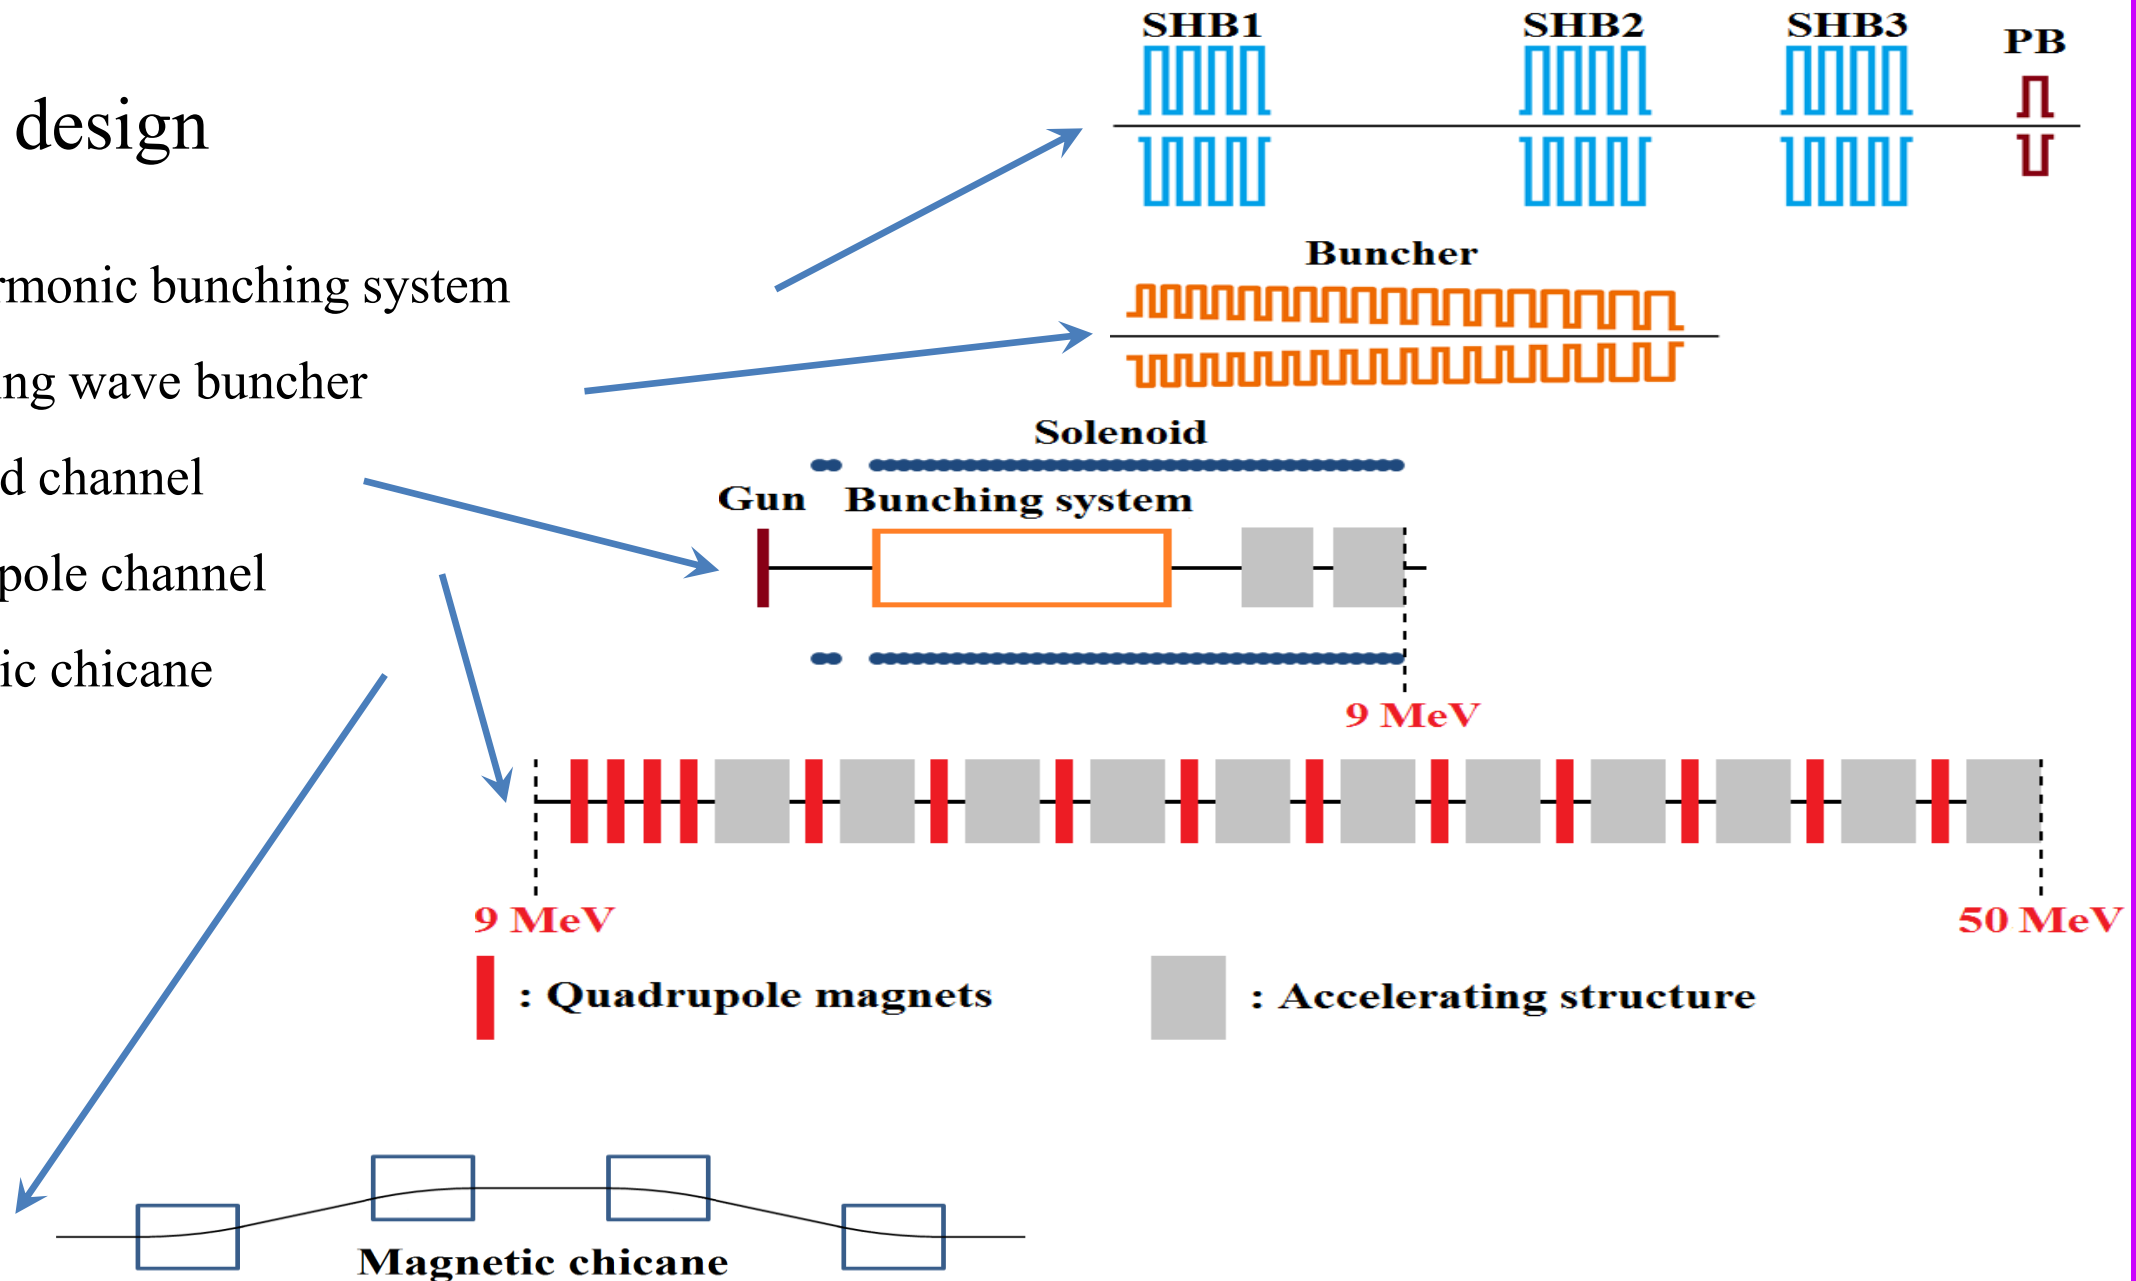 design
rmonic bunching system
ing wave buncher
d channel
pole channel
ic chicane
SHB1 SHB2 SHB3 PB
Buncher
Solenoid
Gun Bunching system
9 MeV
9 MeV 50 MeV
: Quadrupole magnets : Accelerating structure
Magnetic chicane